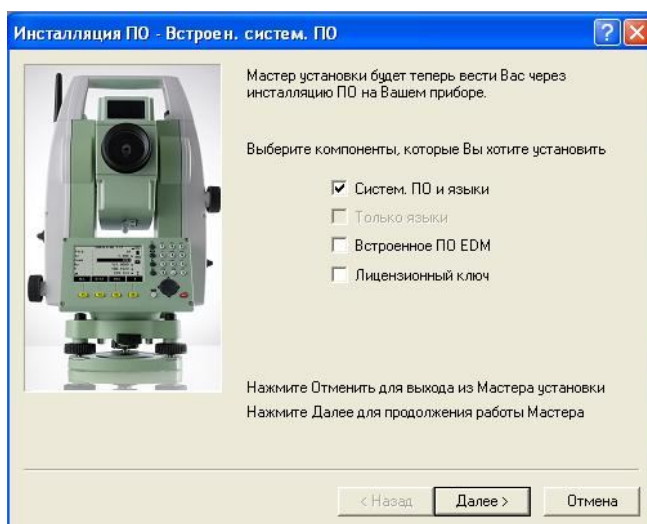 Инсталляция ПО - Встроен. систем. ПО
Мастер установки будет теперь вести Вас через
инсталляцию ПО на Вашем приборе.
Выберите компоненты, которые Вы хотите установить
Систем. ПО и языки
Только языки
Встроенное ПО EDM
Лицензионный ключ
Нажмите Отменить для выхода из Мастера установки
Нажмите Далее для продолжения работы Мастера
< Назад
Далее >
Отмена